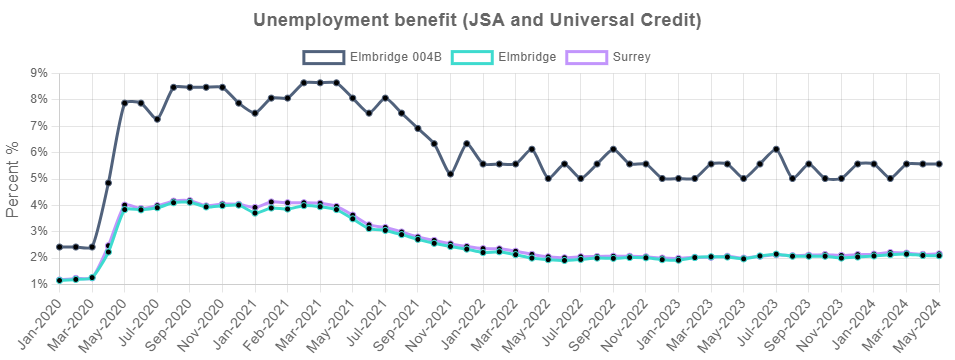 Unemployment benefit (JSA and Universal Credit)
Elmbridge 004B Elmbridge Surrey
Percent %
9%
8%
7%
6%
5%
4%
3%
2%
1%
Jan-2020 Mar-2020 May-2020 Jul-2020 Sep-2020 Nov-2020 Jan-2021 Feb-2021 May-2021 Jul-2021 Sep-2021 Nov-2021 Jan-2022 Mar-2022 May-2022 Jul-2022 Sep-2022 Nov-2022 Jan-2023 Mar-2023 May-2023 Jul-2023 Sep-2023 Nov-2023 Jan-2024 Mar-2024 May-2024